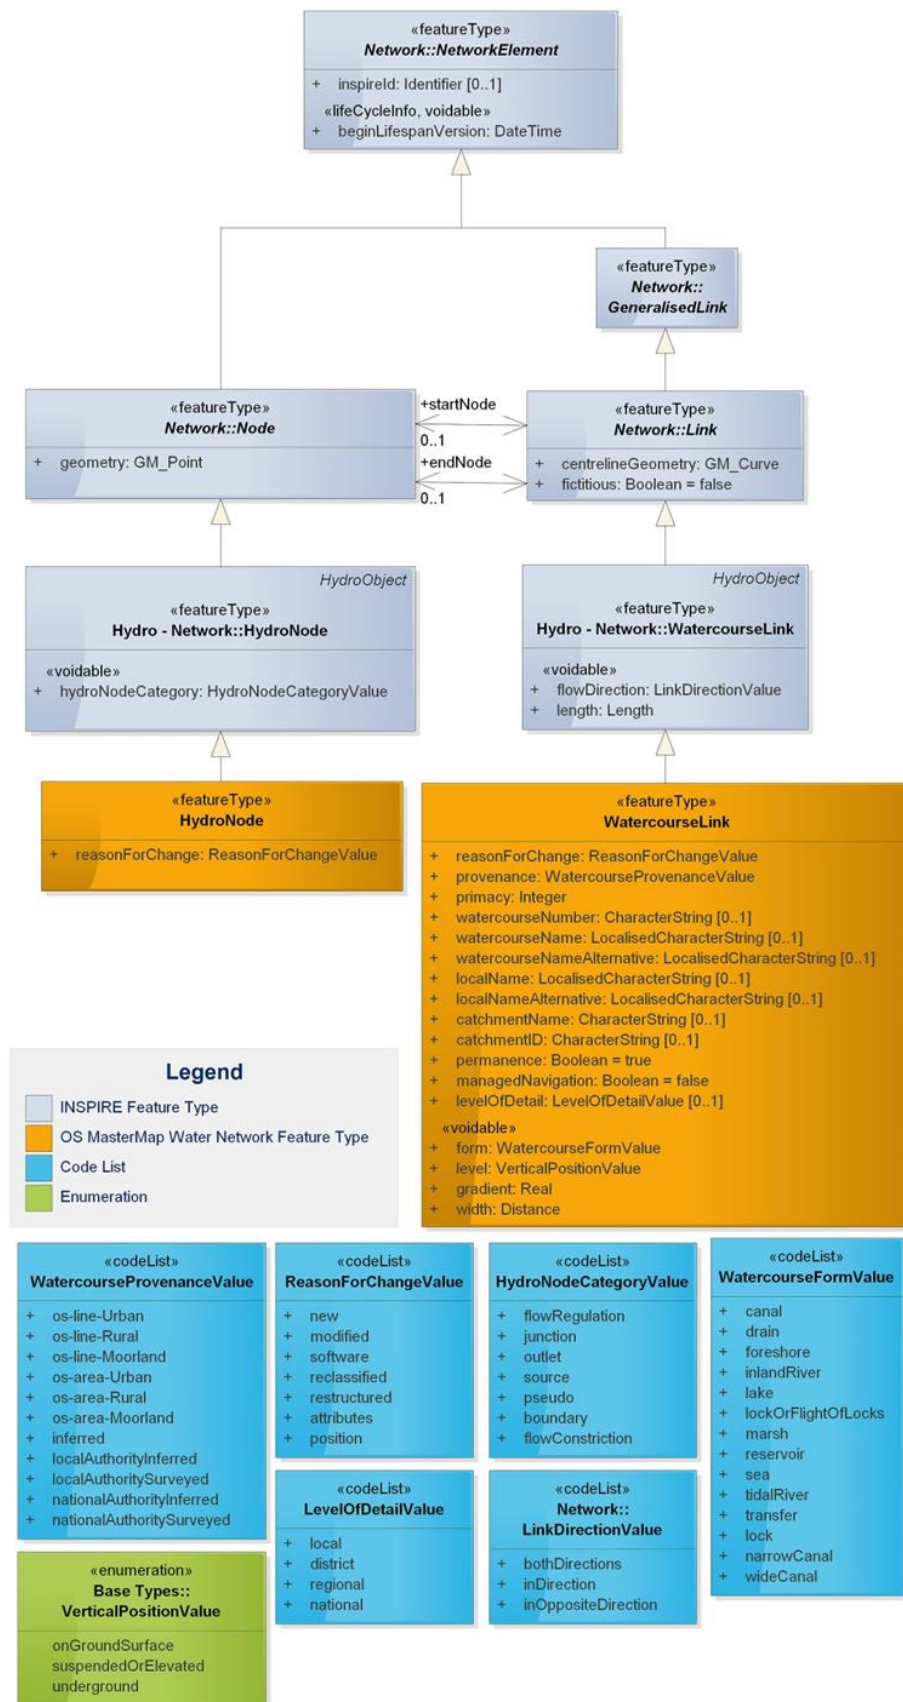 «featureType»
Network::NetworkElement
+ inspireId: Identifier [0..1]
«lifeCycleInfo, voidable»
+ beginLifespanVersion: DateTime
«featureType»
Network::
GeneralisedLink
«featureType»
Network::Node
+ geometry: GM_Point
+startNode
0..1
+endNode
0..1
«featureType»
Network::Link
+ centrelineGeometry: GM_Curve
+ fictitious: Boolean = false
HydroObject
«featureType»
Hydro - Network::HydroNode
«voidable»
+ hydroNodeCategory: HydroNodeCategoryValue
HydroObject
«featureType»
Hydro - Network::WatercourseLink
«voidable»
+ flowDirection: LinkDirectionValue
+ length: Length
«featureType»
HydroNode
+ reasonForChange: ReasonForChangeValue
«featureType»
WatercourseLink
+ reasonForChange: ReasonForChangeValue
+ provenance: WatercourseProvenanceValue
+ primacy: Integer
+ watercourseNumber: CharacterString [0..1]
+ watercourseName: LocalisedCharacterString [0..1]
+ watercourseNameAlternative: LocalisedCharacterString [0..1]
+ localName: LocalisedCharacterString [0..1]
+ localNameAlternative: LocalisedCharacterString [0..1]
+ catchmentName: CharacterString [0..1]
+ catchmentID: CharacterString [0..1]
+ permanence: Boolean = true
+ managedNavigation: Boolean = false
+ levelOfDetail: LevelOfDetailValue [0..1]
«voidable»
+ form: WatercourseFormValue
+ level: VerticalPositionValue
+ gradient: Real
+ width: Distance
Legend
INSPIRE Feature Type
OS MasterMap Water Network Feature Type
Code List
Enumeration
«codeList»
WatercourseProvenanceValue
+ os-line-Urban
+ os-line-Rural
+ os-line-Moorland
+ os-area-Urban
+ os-area-Rural
+ os-area-Moorland
+ inferred
+ localAuthorityInferred
+ localAuthoritySurveyed
+ nationalAuthorityInferred
+ nationalAuthoritySurveyed
«codeList»
ReasonForChangeValue
+ new
+ modified
+ software
+ reclassified
+ restructured
+ attributes
+ position
«codeList»
HydroNodeCategoryValue
+ flowRegulation
+ junction
+ outlet
+ source
+ pseudo
+ boundary
+ flowConstriction
«codeList»
WatercourseFormValue
+ canal
+ drain
+ foreshore
+ inlandRiver
+ lake
+ lockOrFlightOfLocks
+ marsh
+ reservoir
+ sea
+ tidalRiver
+ transfer
+ lock
+ narrowCanal
+ wideCanal
«codeList»
LevelOfDetailValue
+ local
+ district
+ regional
+ national
«codeList»
Network::
LinkDirectionValue
+ bothDirections
+ inDirection
+ inOppositeDirection
«enumeration»
Base Types::
VerticalPositionValue
onGroundSurface
suspendedOrElevated
underground